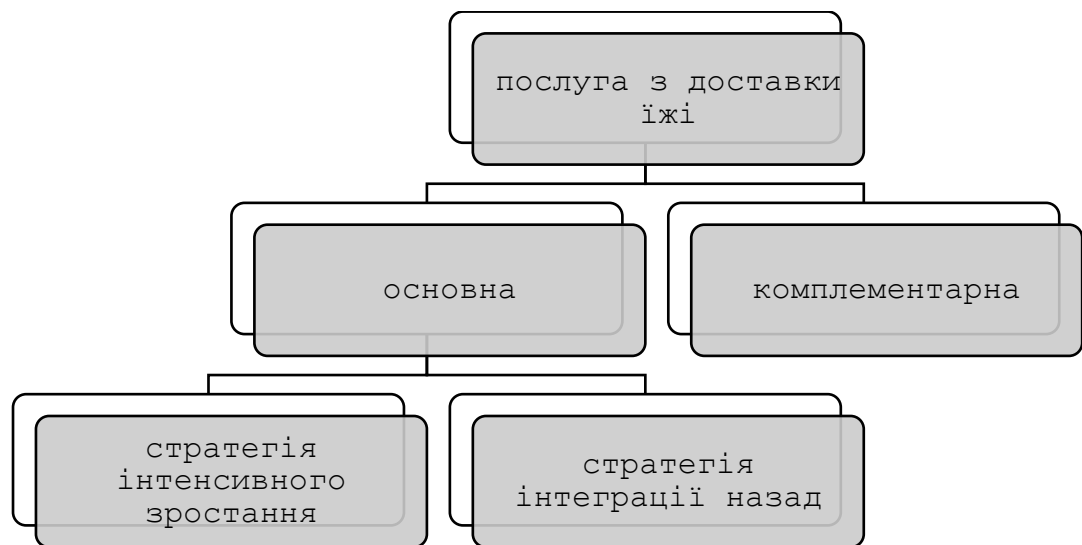 послуга з доставки
їжі
основна
комплементарна
стратегія
інтенсивного
зростання
стратегія
інтеграції назад